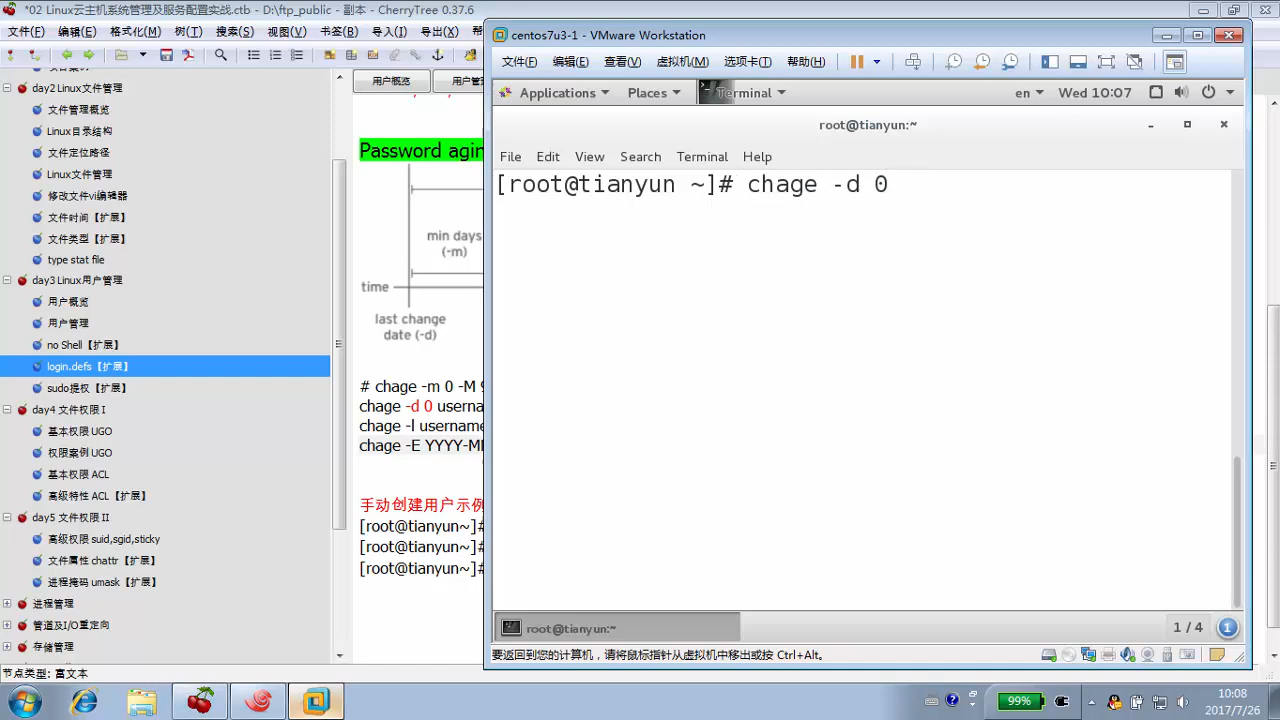 *02 Linux云主机系统管理及服务配置实战.ctb - D:\ftp_public - 副本 - CherryTree 0.37.6
文件(F) 编辑(E) 格式化(M) 树(T) 搜索(S) 视图(V) 书签(B) 导入(I) 导出(X)
day2 Linux文件管理
文件管理概览
Linux目录结构
文件定位路径
Linux文件管理
修改文件vi编辑器
文件时间【扩展】
文件类型【扩展】
type stat file
day3 Linux用户管理
用户概览
用户管理
no Shell【扩展】
login.defs【扩展】
sudo提权【扩展】
day4 文件权限 I
基本权限 UGO
权限案例 UGO
基本权限 ACL
高级特性 ACL【扩展】
day5 文件权限 II
高级权限 suid,sgid,sticky
文件属性 chattr【扩展】
进程掩码 umask【扩展】
进程管理
管道及I/O重定向
存储管理
节点类型: 富文本
用户概览
Password agin
min days
(-m)
time
last change
date (-d)
# chage -m 0 -M
chage -d 0 userna
chage -l username
chage -E YYYY-M
手动创建用户示例
[root@tianyun~]#
[root@tianyun~]#
[root@tianyun~]#
centos7u3-1 - VMware Workstation
文件(F) 编辑(E) 查看(V) 虚拟机(M) 选项卡(T) 帮助(H)
Applications Places Terminal en Wed 10:07
root@tianyun:~
File Edit View Search Terminal Help
[root@tianyun ~]# chage -d 0
root@tianyun:~ 1 / 4 1
要返回到您的计算机，请将鼠标指针从虚拟机中移出或按 Ctrl+Alt。
99%
10:08
2017/7/26